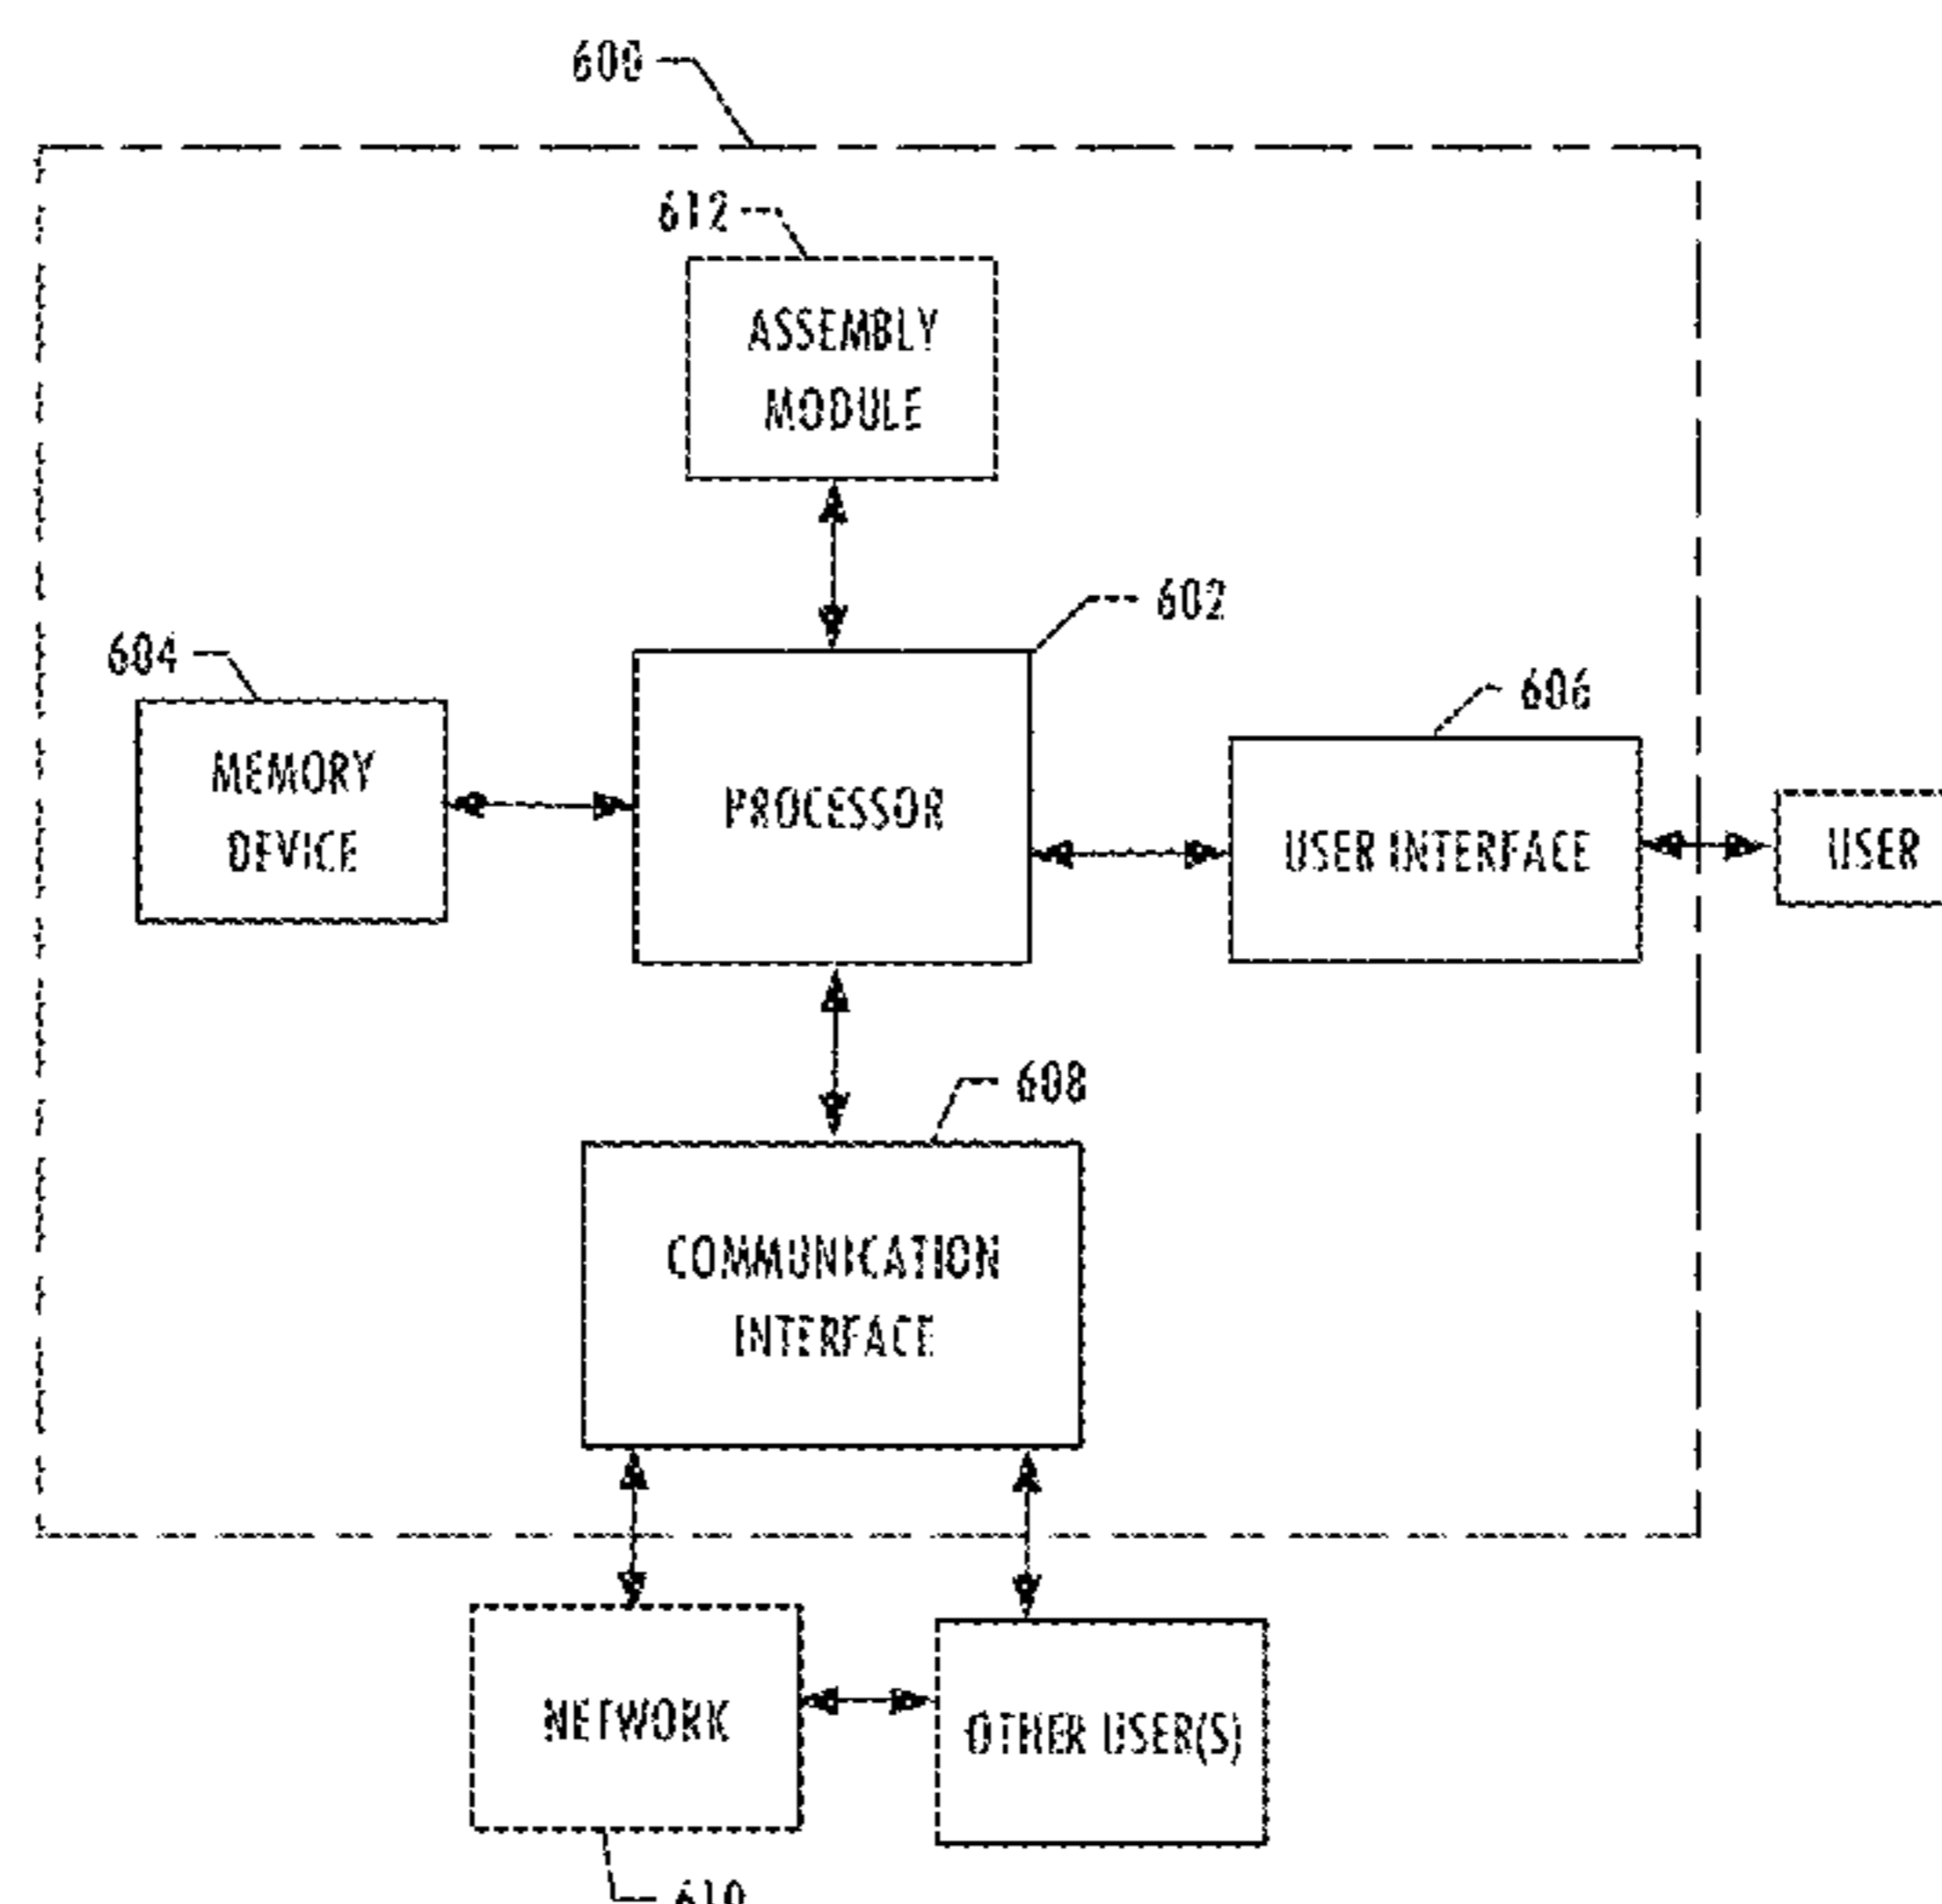 600
612
ASSEMBLY
MODULE
602
604
606
MEMORY
DEVICE
PROCESSOR
USER INTERFACE
USER
608
COMMUNICATION
INTERFACE
NETWORK
OTHER USER(S)
610